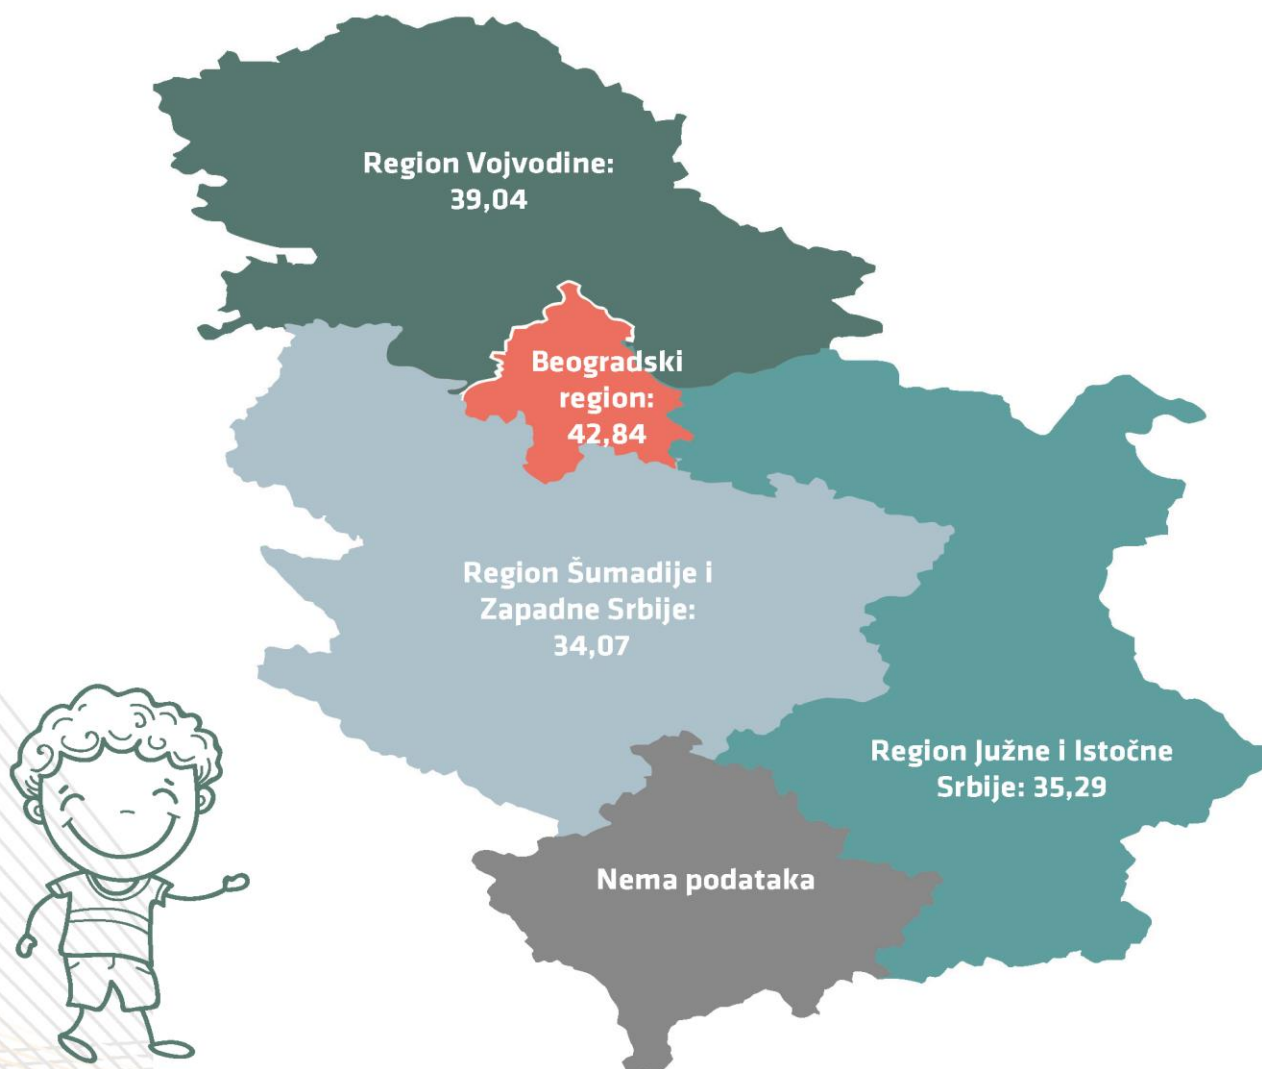 Region Vojvodine:
39,04
Beogradski
region:
42,84
Region Šumadije i
Zapadne Srbije:
34,07
Region Južne i Istočne
Srbije: 35,29
Nema podataka